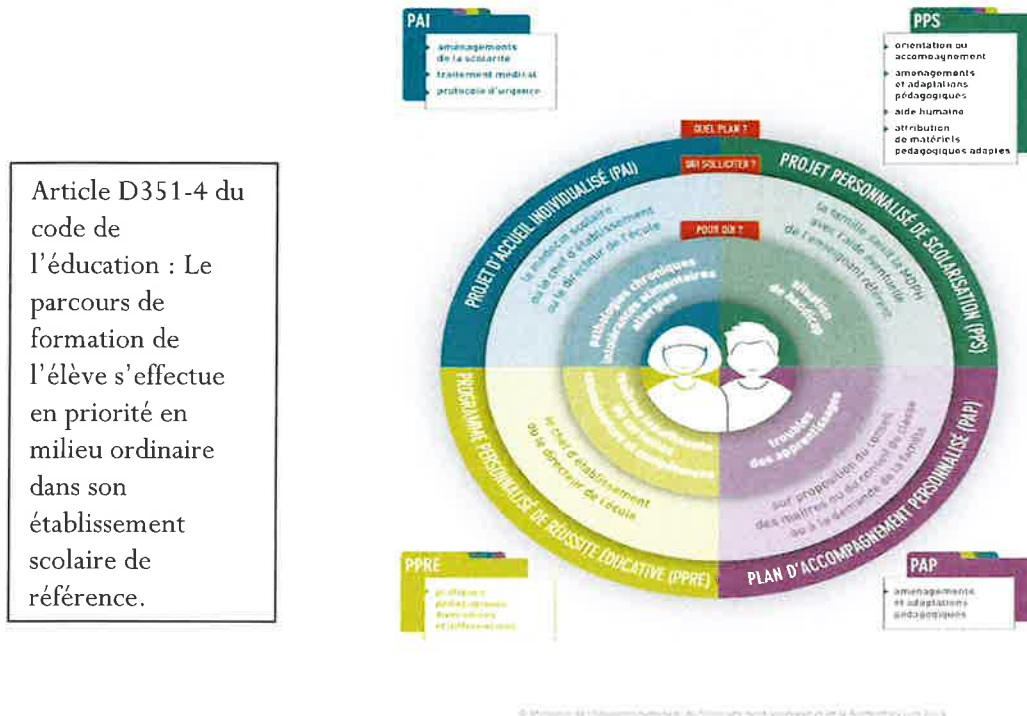 Article D351-4 du
code de
l'éducation : Le
parcours de
formation de
l'élève s'effectue
en priorité en
milieu ordinaire
dans son
établissement
scolaire de
référence.
PAI
aménagements
de la scolarité
traitement médical
protocole d'urgence
PPS
orientation ou
accompagnement
aménagements
et adaptations
pédagogiques
aide humaine
attribution
de matériels
pédagogiques adaptés
QUEL PLAN ?
QUI SOLLICITER ?
POUR QUI ?
PROJET D'ACCUEIL INDIVIDUALISÉ (PAI)
le médecin scolaire
ou le chef d'établissement
ou le directeur de l'école
pathologies chroniques
intolérances alimentaires
allergies
PROJET PERSONNALISÉ DE SCOLARISATION (PPS)
la famille saisit la MDPH
avec l'aide éventuelle
de l'enseignant référent
situation
de handicap
PROGRAMME PERSONNALISÉ DE RÉUSSITE ÉDUCATIVE (PPRE)
le chef d'établissement
ou le directeur de l'école
PLAN D'ACCOMPAGNEMENT PERSONNALISÉ (PAP)
troubles
des apprentissages
sur proposition du conseil
des maîtres ou du conseil de classe
ou à la demande de la famille
PPRE
pratiques
pédagogiques
et différenciées
PAP
aménagements
et adaptations
pédagogiques